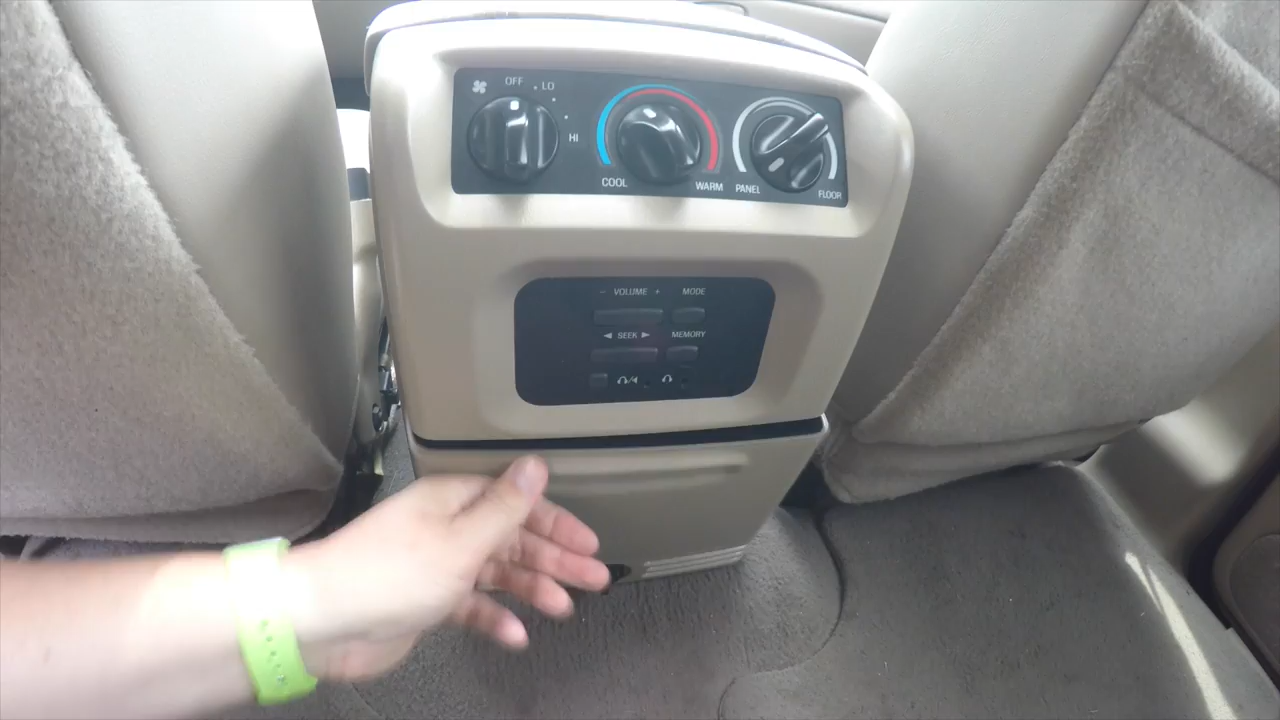 OFF LO
HI
COOL WARM
PANEL FLOOR
- VOLUME + MODE
◄ SEEK ► MEMORY